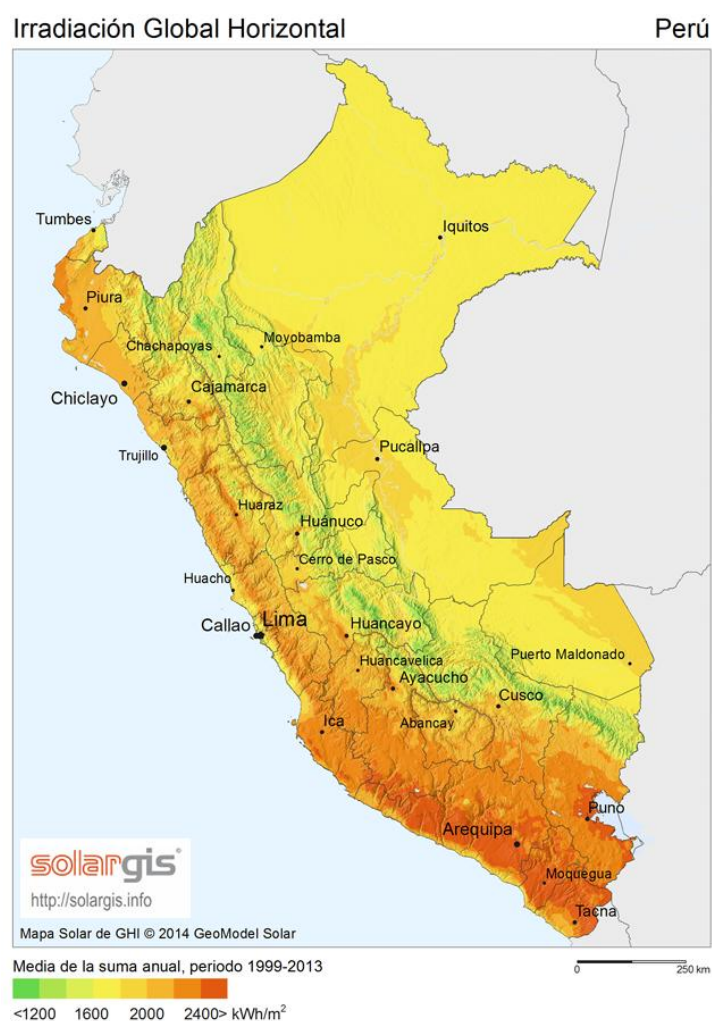 Irradiación Global Horizontal Perú
Tumbes
Iquitos
Piura
Chachapoyas
Moyobamba
Chiclayo
Cajamarca
Trujillo
Pucallpa
Huaraz
Huánuco
Cerro de Pasco
Huacho
Callao
Lima
Huancayo
Huancavelica
Puerto Maldonado
Ayacucho
Cusco
Abancay
Ica
Puno
Arequipa
Moquegua
Tacna
solargis®
http://solargis.info
Mapa Solar de GHI © 2014 GeoModel Solar
Media de la suma anual, periodo 1999-2013
0 250 km
<1200 1600 2000 2400> kWh/m²